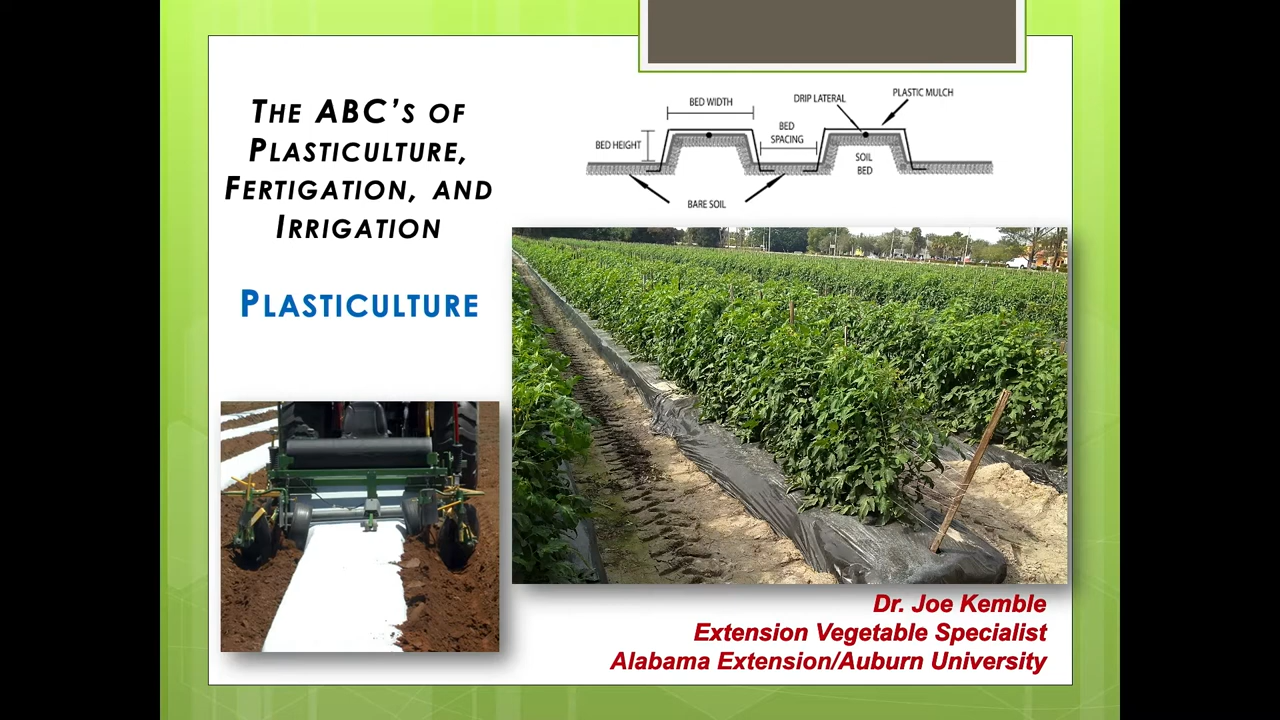 THE ABC'S OF
PLASTICULTURE,
FERTIGATION, AND
IRRIGATION
PLASTICULTURE
BED WIDTH
DRIP LATERAL
PLASTIC MULCH
BED HEIGHT
BED
SPACING
SOIL
BED
BARE SOIL
Dr. Joe Kemble
Extension Vegetable Specialist
Alabama Extension/Auburn University